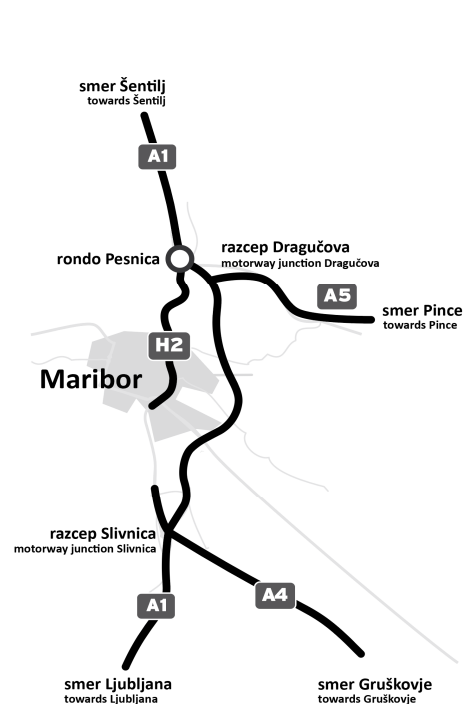 smer Šentilj
towards Šentilj
A1
rondo Pesnica
razcep Dragučova
motorway junction Dragučova
A5
smer Pince
towards Pince
H2
Maribor
razcep Slivnica
motorway junction Slivnica
A1
A4
smer Ljubljana
towards Ljubljana
smer Gruškovje
towards Gruškovje